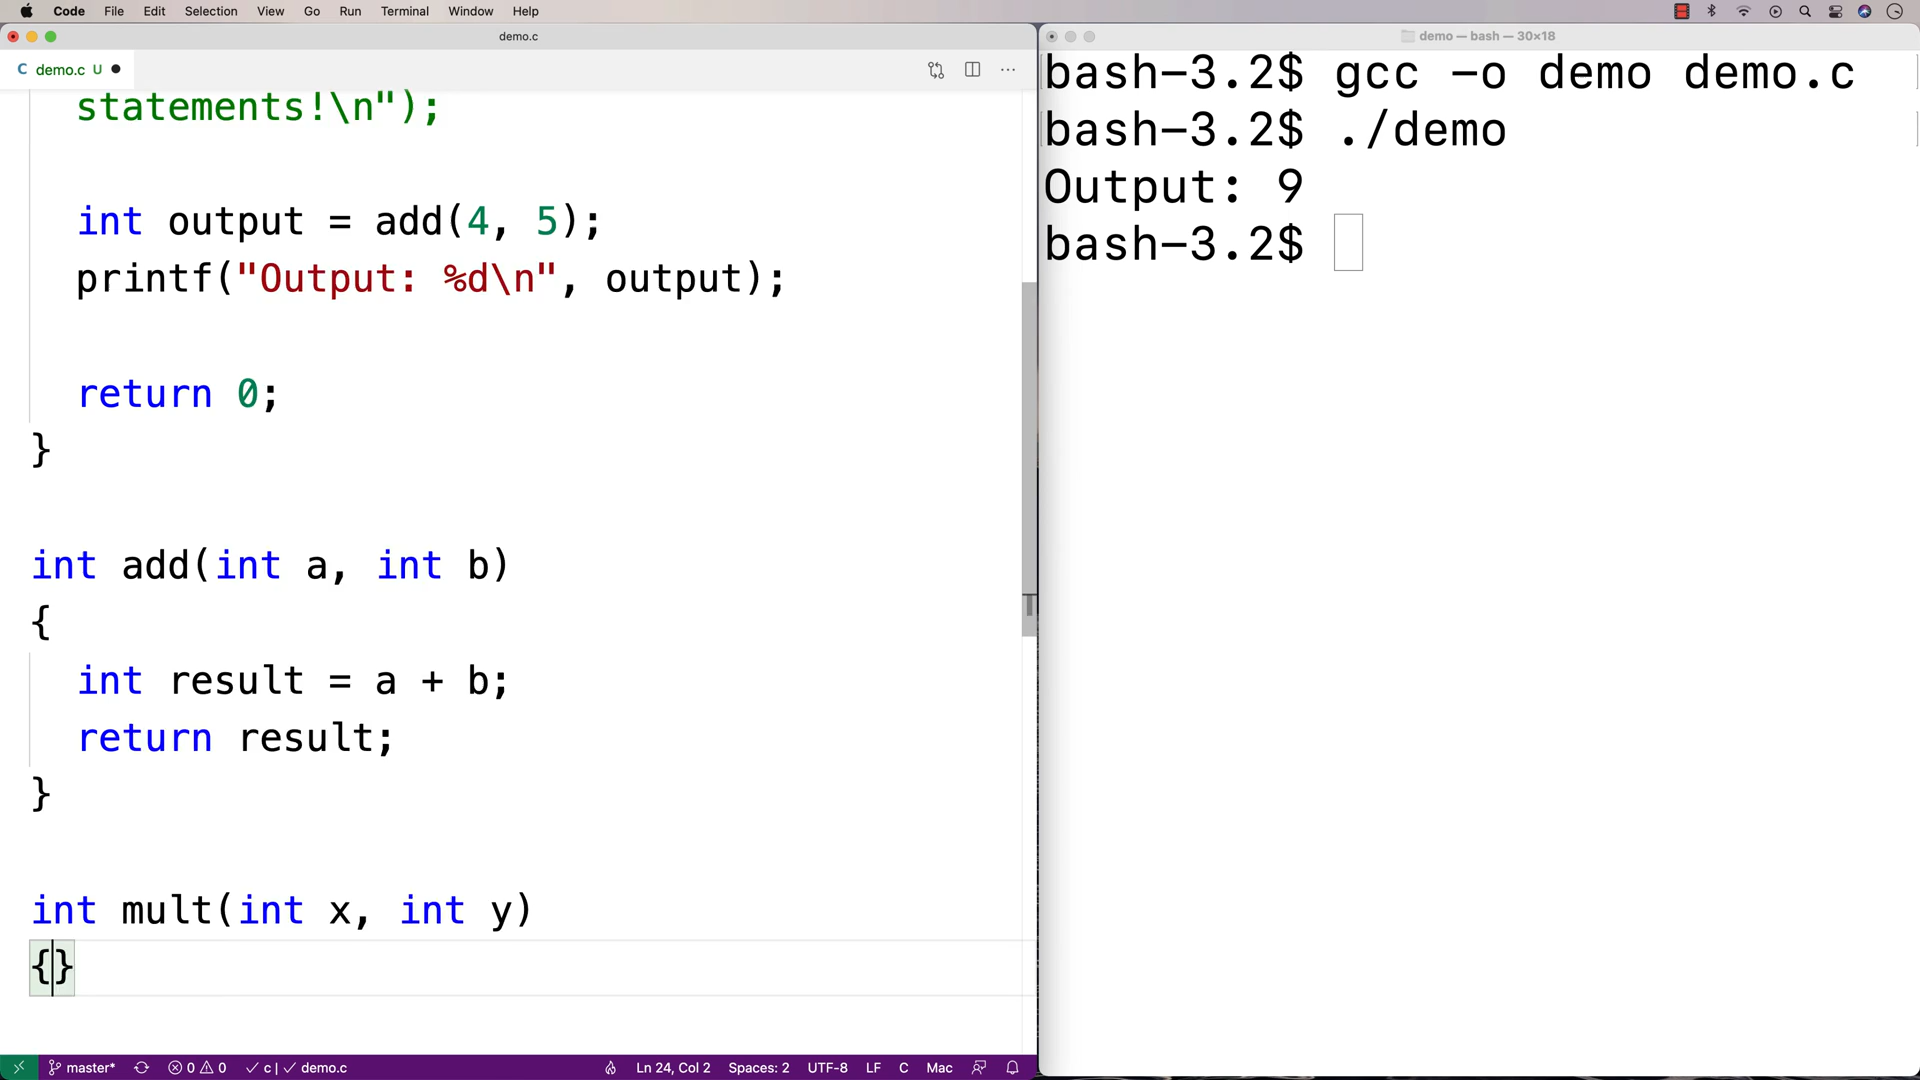 Code File Edit Selection View Go Run Terminal Window Help
demo.c
demo — bash — 30×18
C demo.c U
statements!\n");
int output = add(4, 5);
printf("Output: %d\n", output);
return 0;
}
int add(int a, int b)
{
int result = a + b;
return result;
}
int mult(int x, int y)
{}
bash-3.2$ gcc -o demo demo.c
bash-3.2$ ./demo
Output: 9
bash-3.2$
master* 0 0 c | demo.c Ln 24, Col 2 Spaces: 2 UTF-8 LF C Mac